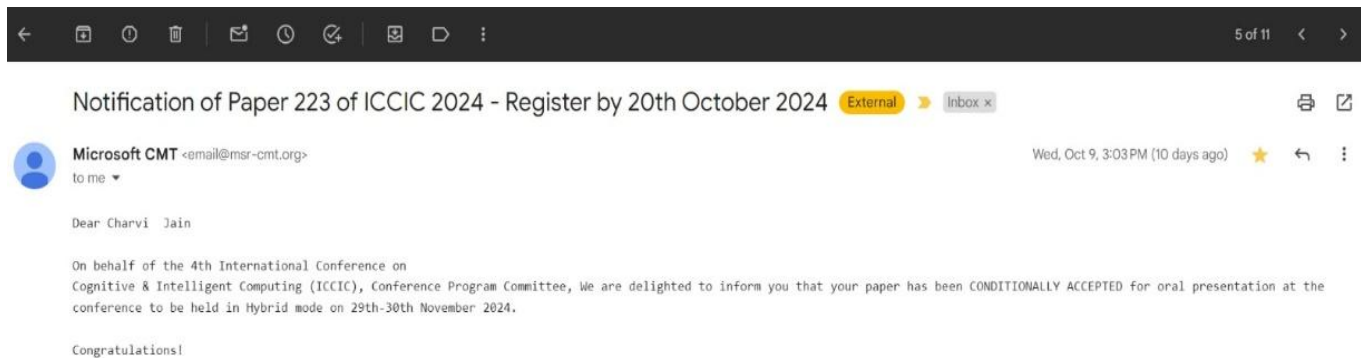 5 of 11
Notification of Paper 223 of ICCIC 2024 - Register by 20th October 2024 External Inbox ×
Microsoft CMT <email@msr-cmt.org> Wed, Oct 9, 3:03 PM (10 days ago)
to me
Dear Charvi Jain
On behalf of the 4th International Conference on
Cognitive & Intelligent Computing (ICCIC), Conference Program Committee, We are delighted to inform you that your paper has been CONDITIONALLY ACCEPTED for oral presentation at the
conference to be held in Hybrid mode on 29th-30th November 2024.
Congratulations!